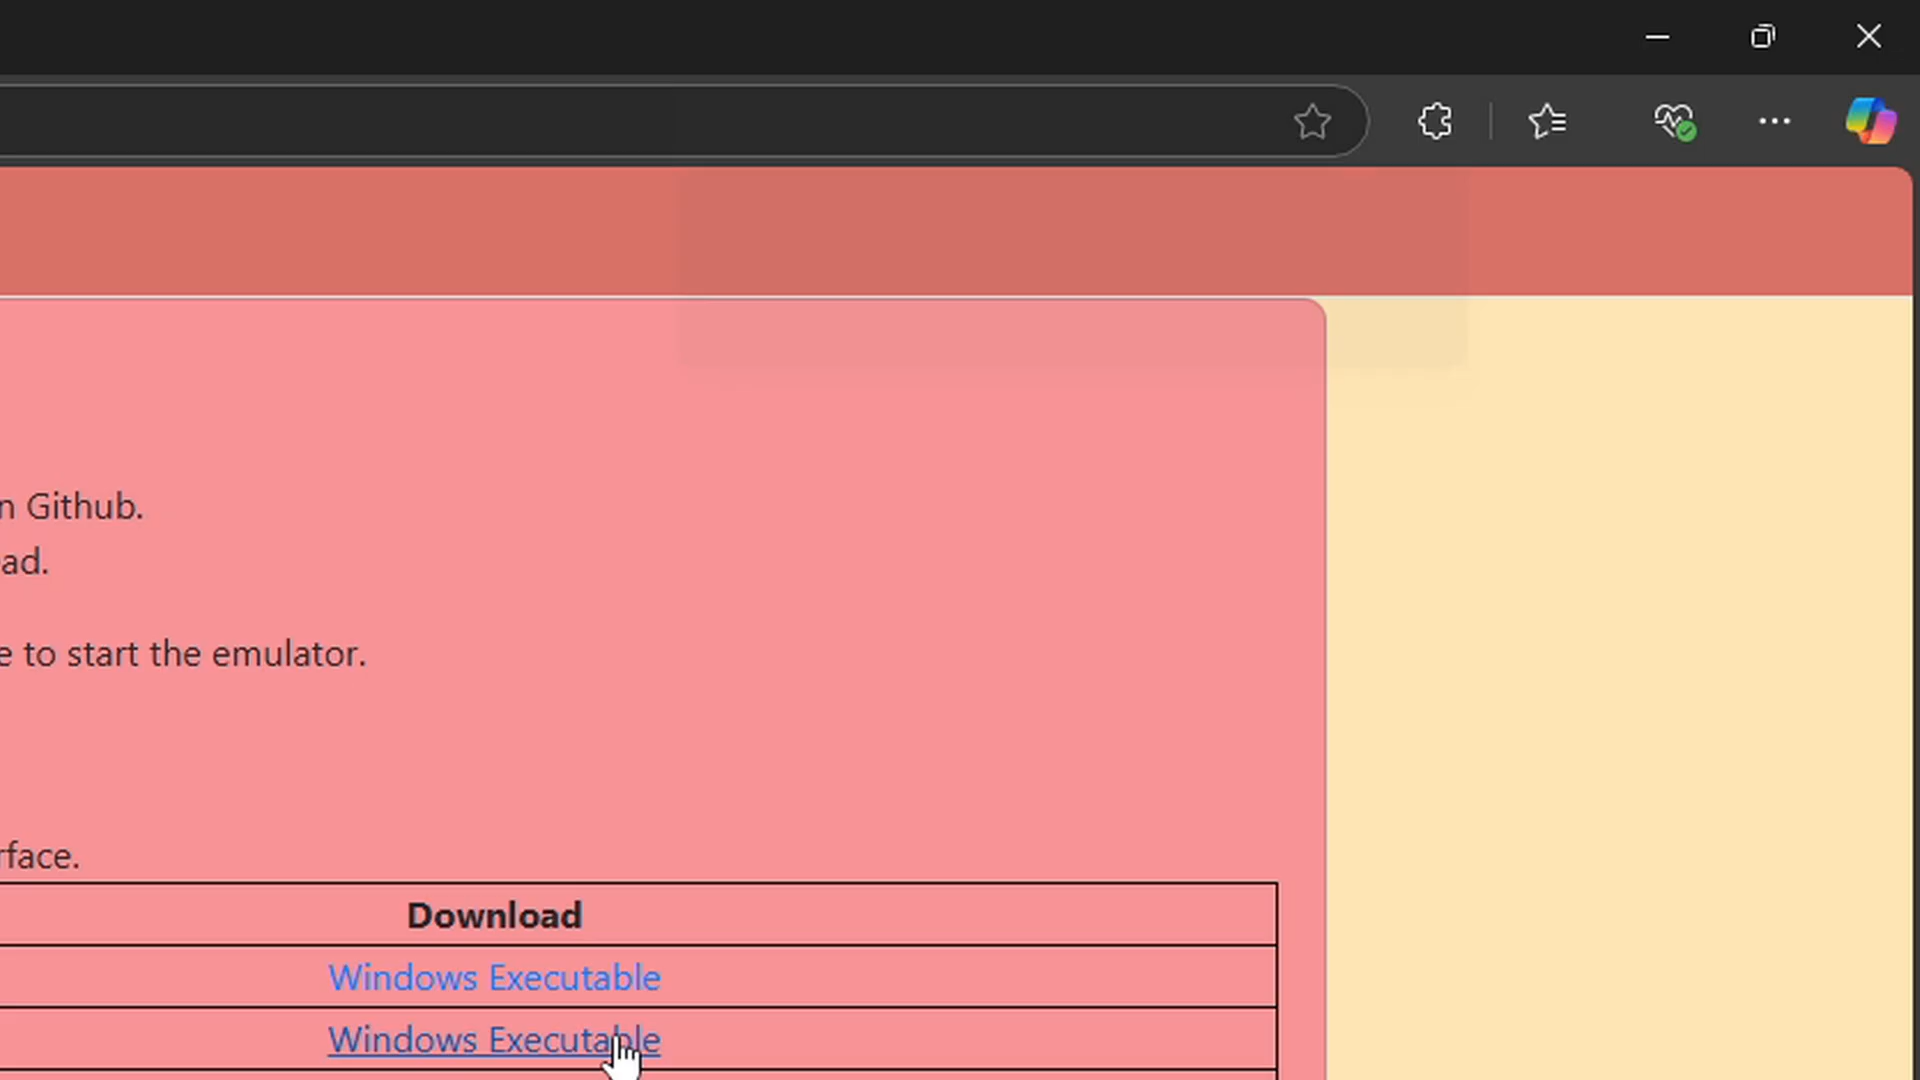 n Github.
ad.
e to start the emulator.
rface.
Download
Windows Executable
Windows Executable